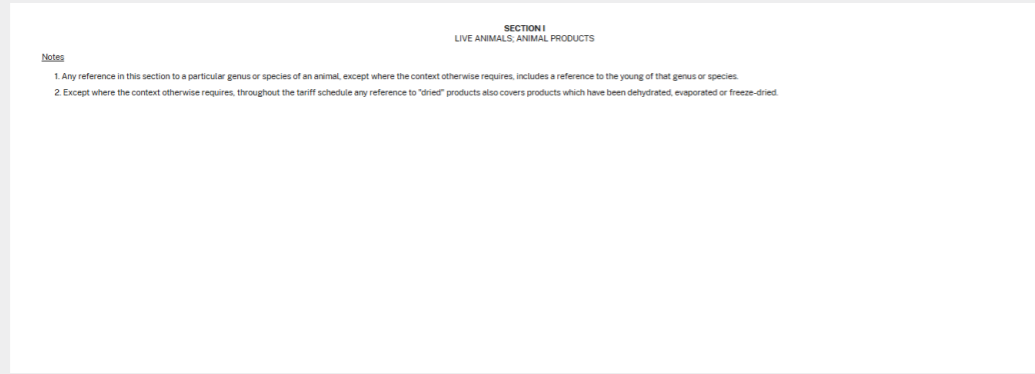 SECTION I
LIVE ANIMALS; ANIMAL PRODUCTS
Notes
1. Any reference in this section to a particular genus or species of an animal, except where the context otherwise requires, includes a reference to the young of that genus or species.
2. Except where the context otherwise requires, throughout the tariff schedule any reference to "dried" products also covers products which have been dehydrated, evaporated or freeze-dried.